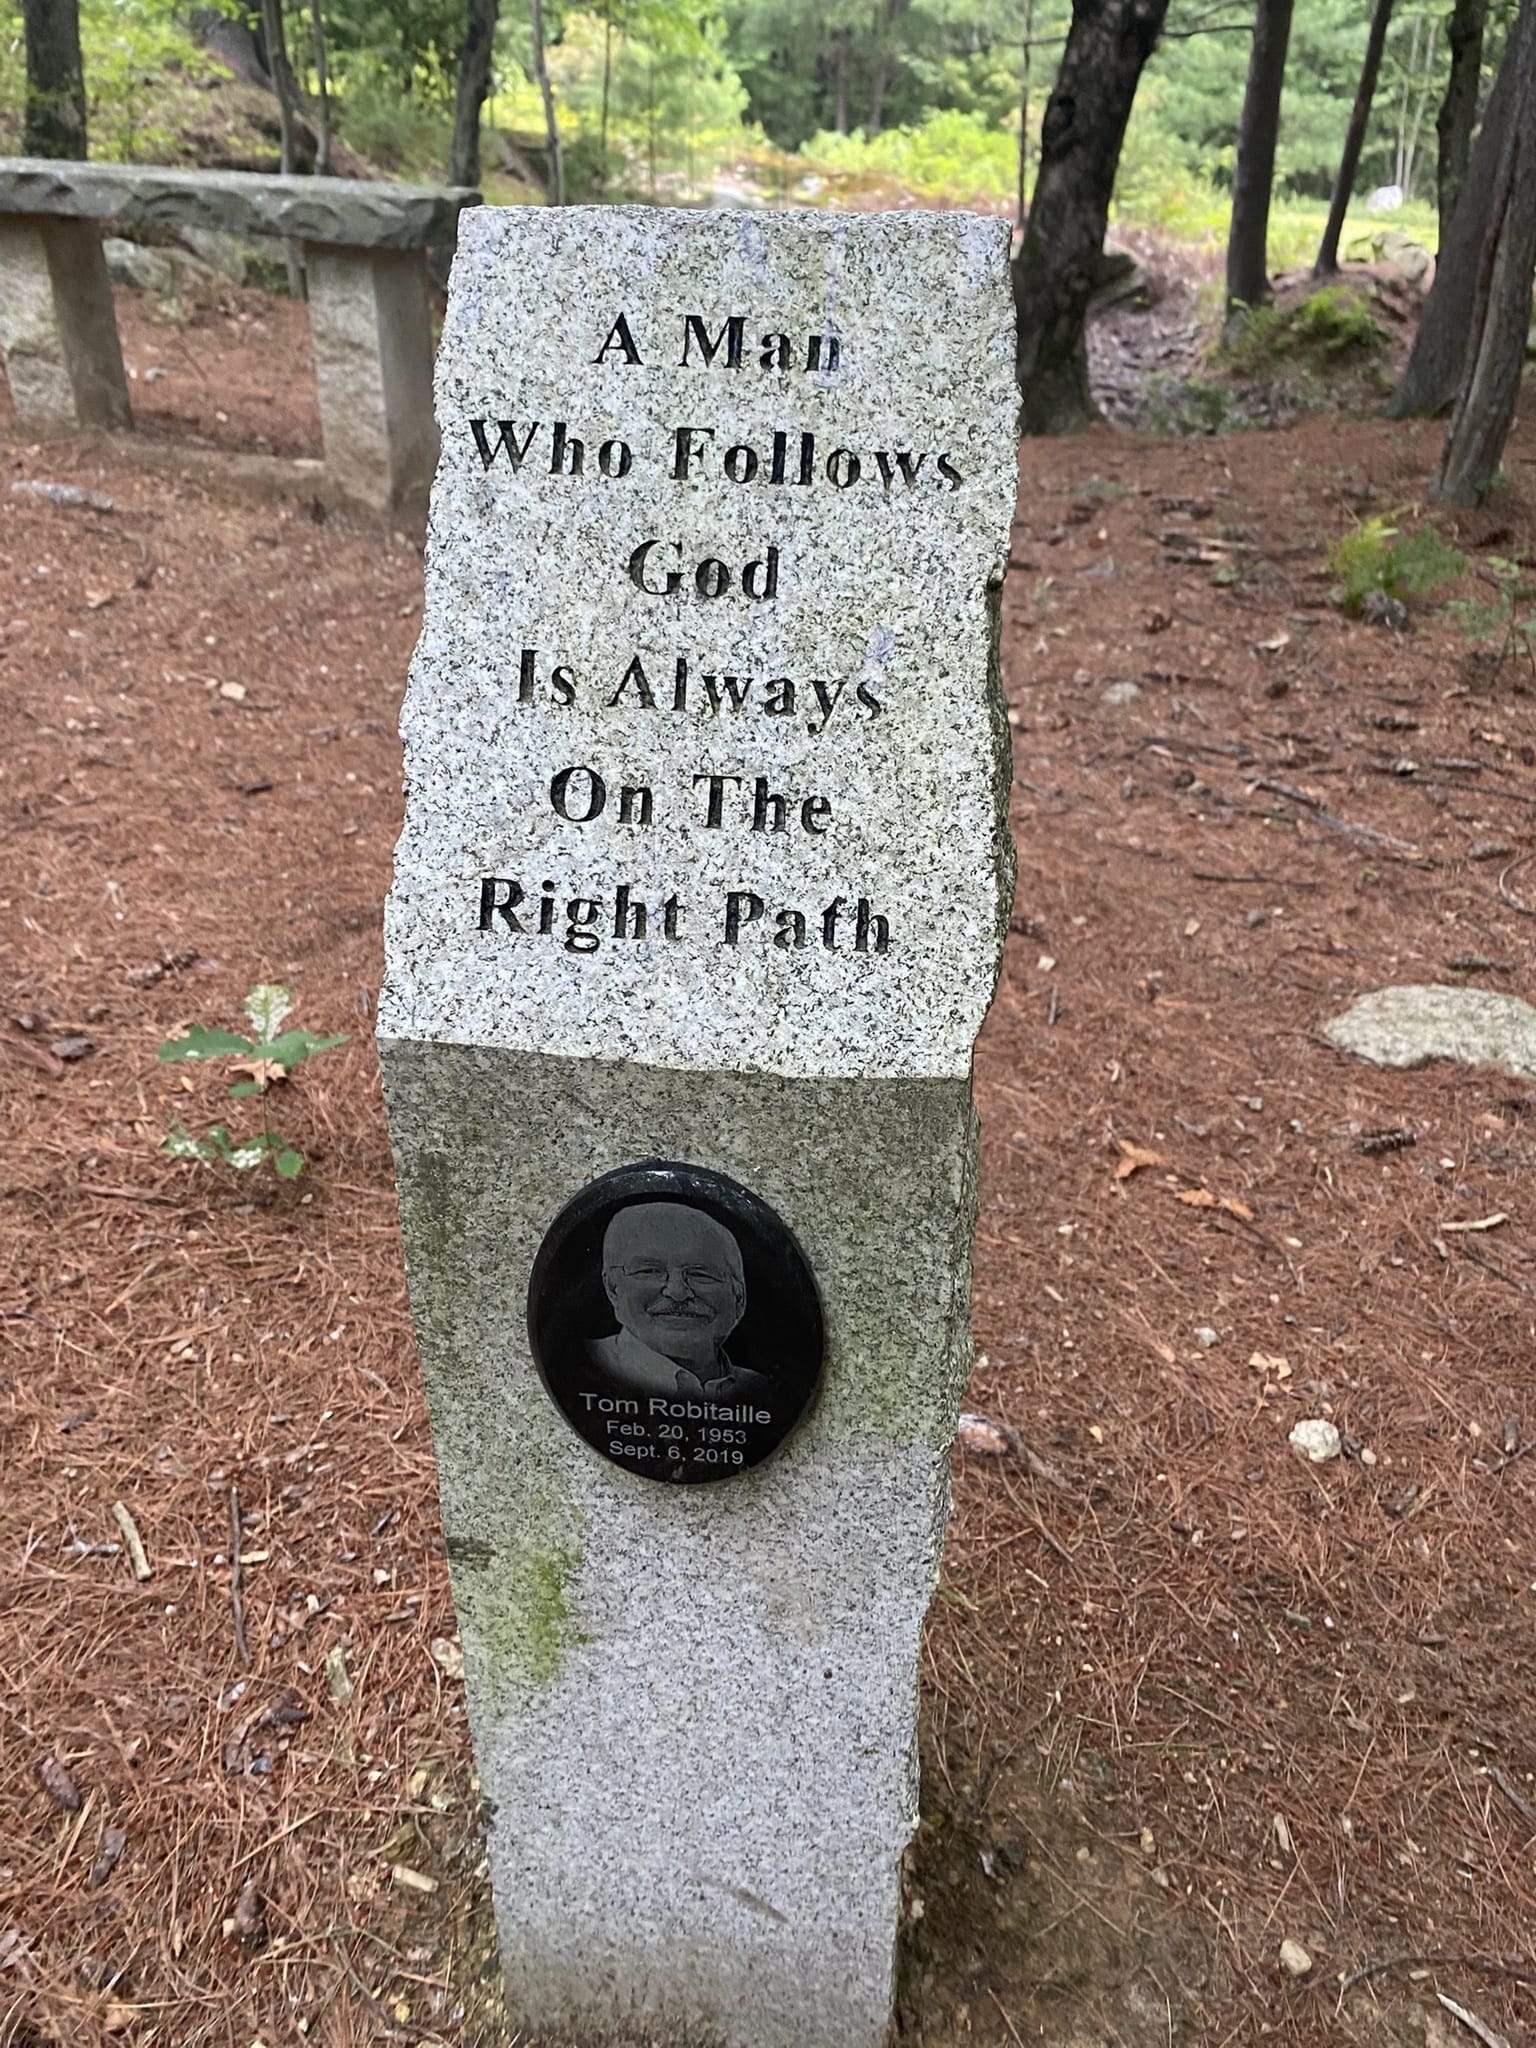 A Man
Who Follows
God
Is Always
On The
Right Path
Tom Robitaille
Feb. 20, 1953
Sept. 6, 2019